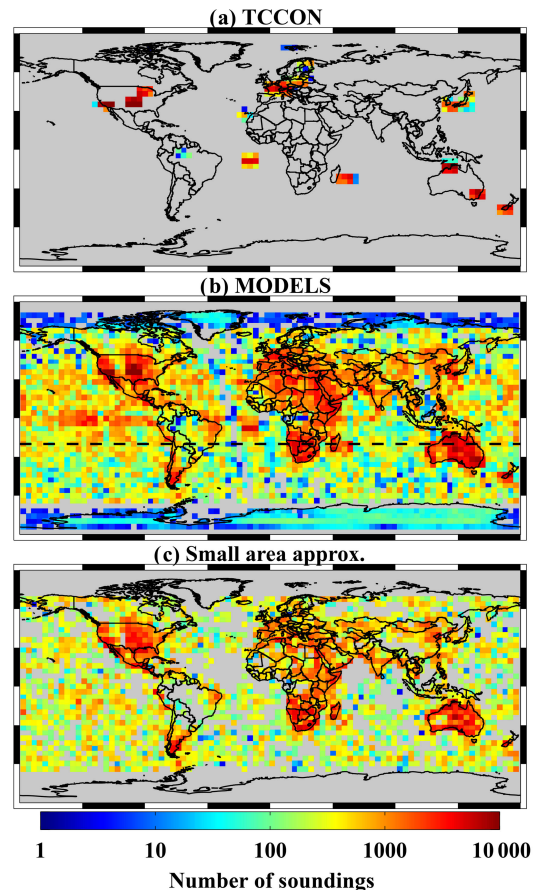 (a) TCCON
(b) MODELS
(c) Small area approx.
1 10 100 1000 10 000
Number of soundings